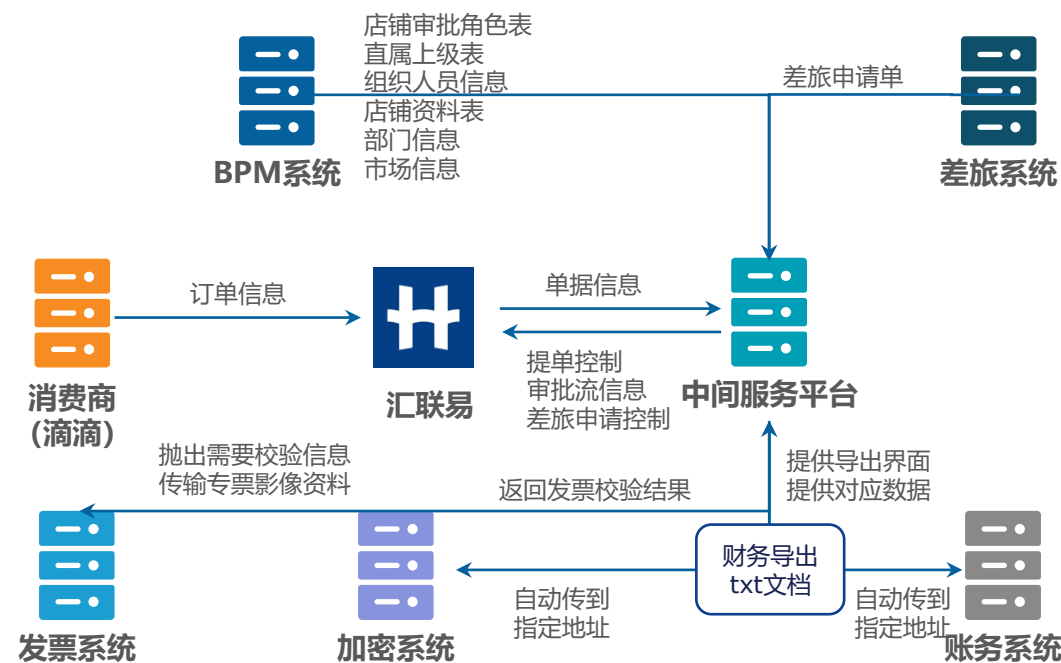 店铺审批角色表
直属上级表
组织人员信息
店铺资料表
部门信息
市场信息
BPM系统
差旅申请单
差旅系统
订单信息
单据信息
提单控制
审批流信息
差旅申请控制
消费商
（滴滴）
汇联易
中间服务平台
抛出需要校验信息
传输专票影像资料
返回发票校验结果
提供导出界面
提供对应数据
财务导出
txt文档
自动传到
指定地址
自动传到
指定地址
发票系统
加密系统
账务系统